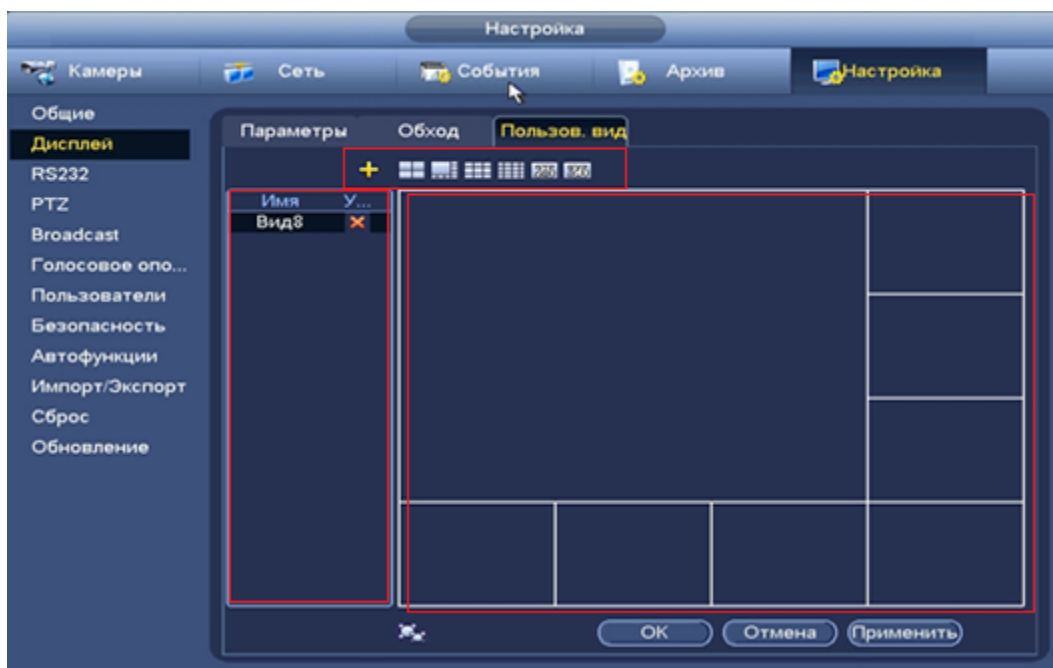 Настройка
Камеры Сеть События Архив Настройка
Общие
Дисплей
RS232
PTZ
Broadcast
Голосовое опо...
Пользователи
Безопасность
Автофункции
Импорт/Экспорт
Сброс
Обновление
Параметры Обход Пользов. вид
Имя У...
Вид8
ОК Отмена Применить